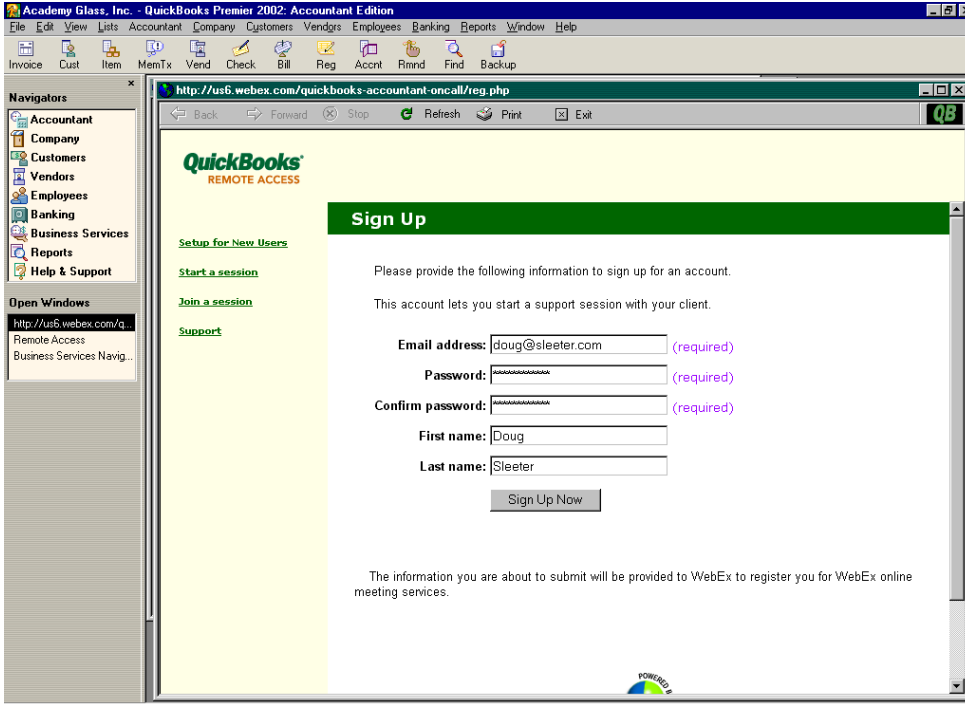 Academy Glass, Inc. - QuickBooks Premier 2002: Accountant Edition
File Edit View Lists Accountant Company Customers Vendors Employees Banking Reports Window Help
Invoice Cust Item MemTx Vend Check Bill Reg Accnt Rmnd Find Backup
Navigators
Accountant
Company
Customers
Vendors
Employees
Banking
Business Services
Reports
Help & Support
Open Windows
http://us6.webex.com/q...
Remote Access
Business Services Navig...
http://us6.webex.com/quickbooks-accountant-oncall/reg.php
Back Forward Stop Refresh Print Exit
QB
QuickBooks
REMOTE ACCESS
Setup for New Users
Start a session
Join a session
Support
Sign Up
Please provide the following information to sign up for an account.
This account lets you start a support session with your client.
Email address: doug@sleeter.com (required)
Password: ************ (required)
Confirm password: ************ (required)
First name: Doug
Last name: Sleeter
Sign Up Now
The information you are about to submit will be provided to WebEx to register you for WebEx online
meeting services.
POWERED B